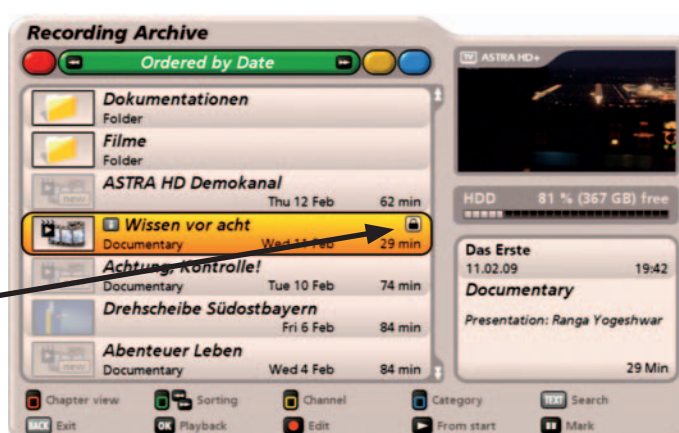 Recording Archive
Ordered by Date
TV ASTRA HD+
Dokumentationen
Folder
Filme
Folder
new
ASTRA HD Demokanal
Thu 12 Feb 62 min
i Wissen vor acht
Documentary Wed 11 Feb 29 min
Achtung, Kontrolle!
Documentary Tue 10 Feb 74 min
Drehscheibe Südostbayern
Fri 6 Feb 84 min
new
Abenteuer Leben
Documentary Wed 4 Feb 84 min
HDD 81 % (367 GB) free
Das Erste
11.02.09 19:42
Documentary
Presentation: Ranga Yogeshwar
29 Min
Chapter view Sorting Channel Category TEXT Search
BACK Exit OK Playback Edit From start Mark